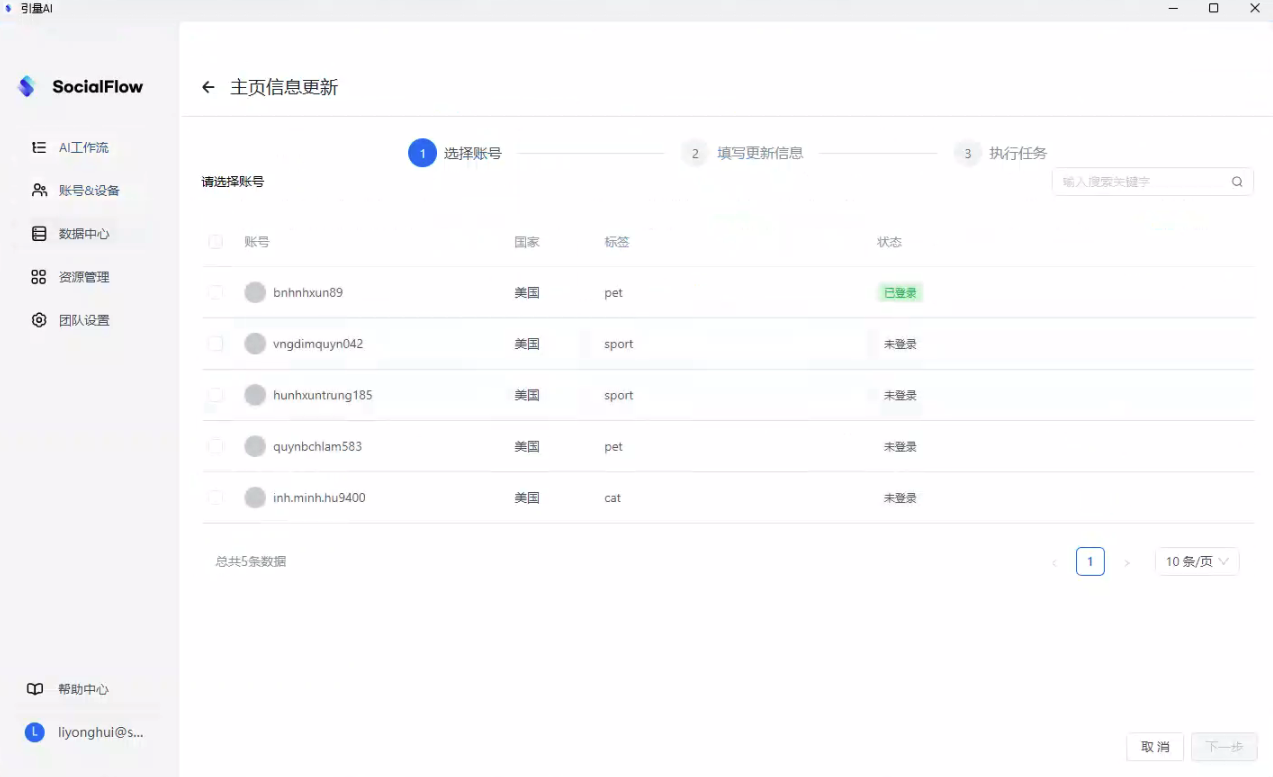 引量AI
SocialFlow
主页信息更新
AI工作流
账号&设备
数据中心
资源管理
团队设置
1 选择账号
2 填写更新信息
3 执行任务
请选择账号
输入搜索关键字
账号 国家 标签 状态
bnhnhxun89 美国 pet 已登录
vngdimquyn042 美国 sport 未登录
hunhxuntrung185 美国 sport 未登录
quynbchlam583 美国 pet 未登录
inh.minh.hu9400 美国 cat 未登录
总共5条数据
1
10 条/页
帮助中心
L liyonghui@s...
取 消
下一步